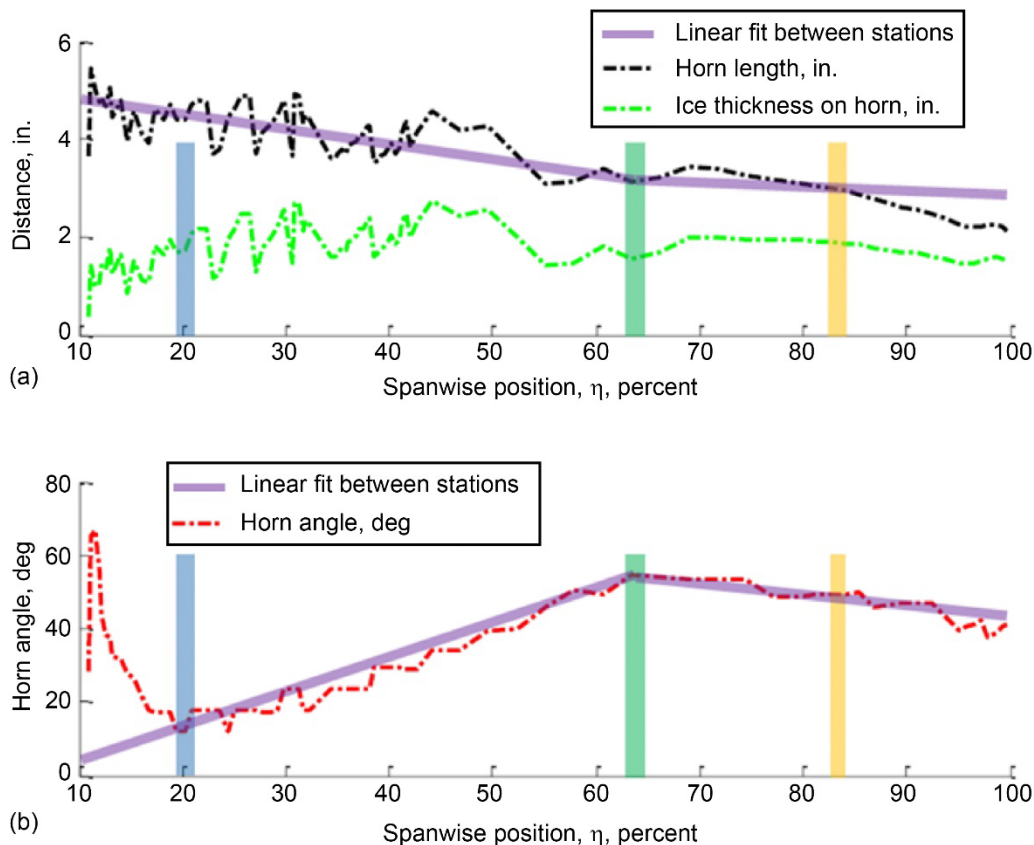 6
Linear fit between stations
Horn length, in.
Ice thickness on horn, in.
4
2
0
Distance, in.
10 20 30 40 50 60 70 80 90 100
(a)
Spanwise position, η, percent
80
Linear fit between stations
Horn angle, deg
60
40
20
0
Horn angle, deg
10 20 30 40 50 60 70 80 90 100
(b)
Spanwise position, η, percent